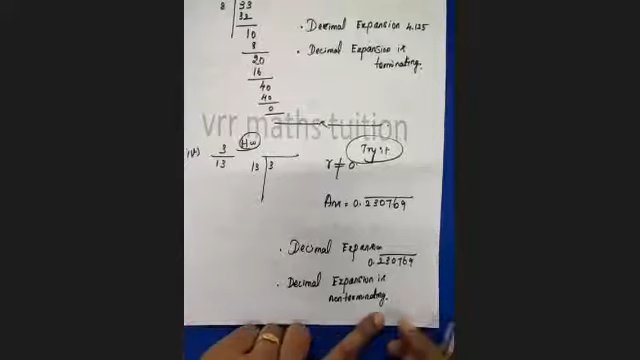 8 33
32
10
8
20
16
40
40
0
. Decimal Expansion 4.125
. Decimal Expansion is
terminating.
vrr maths tuition
iv) 3/13 Hw 13 3 r ≠ 0. Try it.
Ans = 0.230769
. Decimal Expansion
0.230769
. Decimal Expansion is
non terminating.